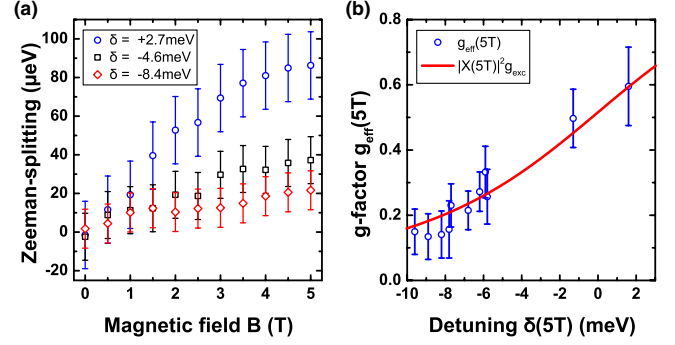 (a)
δ = +2.7meV
δ = -4.6meV
δ = -8.4meV
100
80
60
40
20
0
-20
Zeeman-splitting (μeV)
0 1 2 3 4 5
Magnetic field B (T)
(b)
g_eff(5T)
|X(5T)|²g_exc
0.8
0.6
0.4
0.2
0.0
g-factor g_eff(5T)
-10 -8 -6 -4 -2 0 2
Detuning δ(5T) (meV)